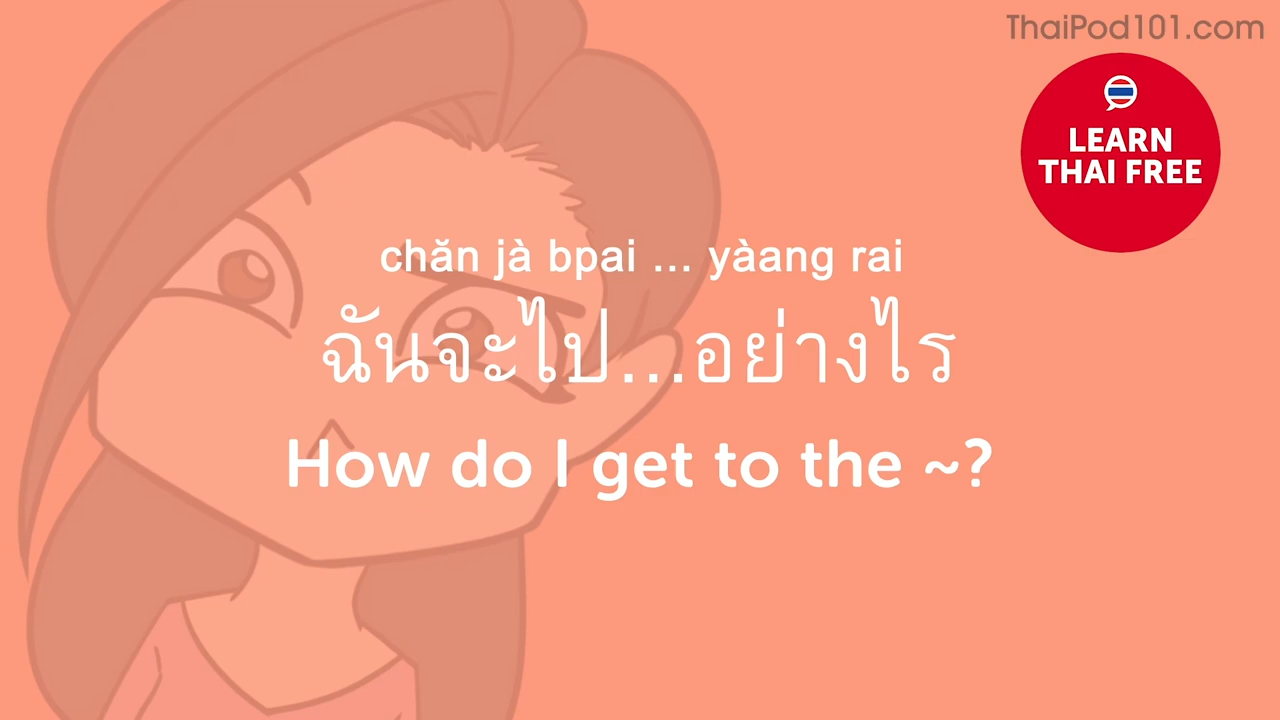 ThaiPod101.com
LEARN
THAI FREE
chăn jà bpai ... yàang rai
ฉันจะไป...อย่างไร
How do I get to the ~?